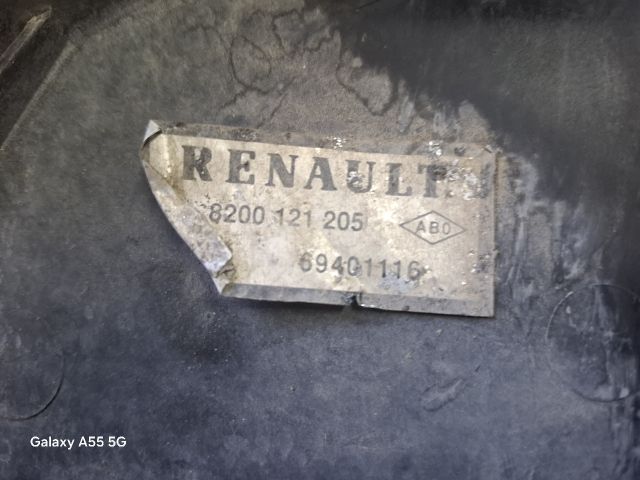 RENAULT
8200 121 205 ABO
69401116
Galaxy A55 5G